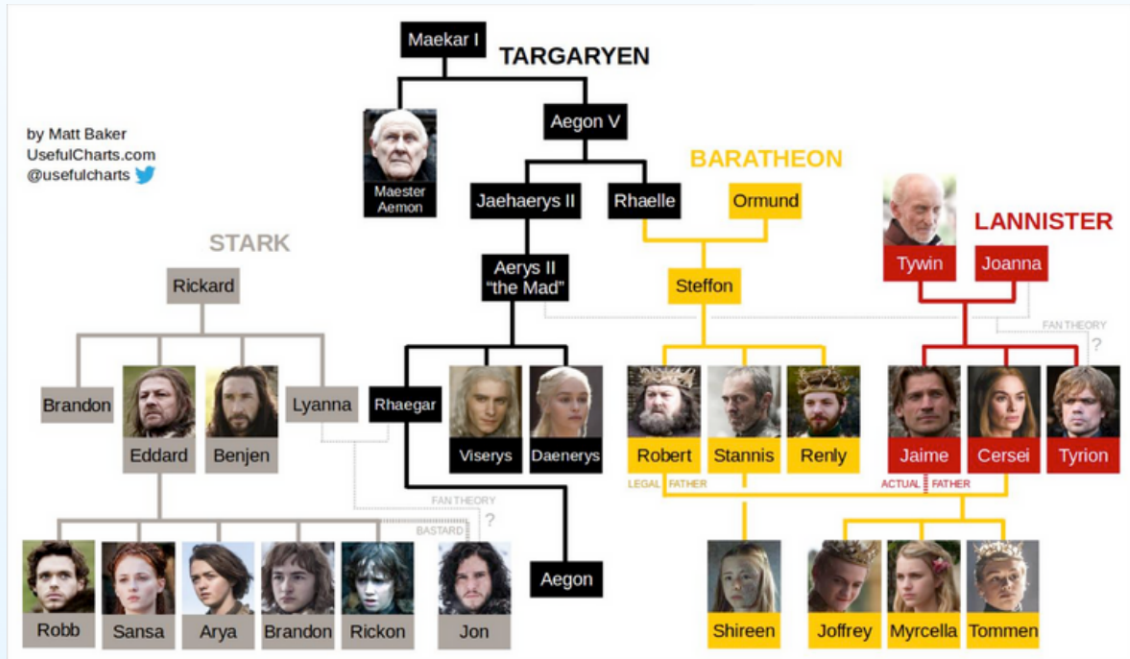 Maekar I
TARGARYEN
by Matt Baker
UsefulCharts.com
@usefulcharts
Maester
Aemon
Aegon V
BARATHEON
Jaehaerys II
Rhaelle
Ormund
STARK
LANNISTER
Rickard
Aerys II
"the Mad"
Steffon
Tywin
Joanna
FAN THEORY
?
Brandon
Eddard
Benjen
Lyanna
Rhaegar
Viserys
Daenerys
Robert
Stannis
Renly
Jaime
Cersei
Tyrion
LEGAL FATHER
ACTUAL FATHER
FAN THEORY
?
BASTARD
Robb
Sansa
Arya
Brandon
Rickon
Jon
Aegon
Shireen
Joffrey
Myrcella
Tommen